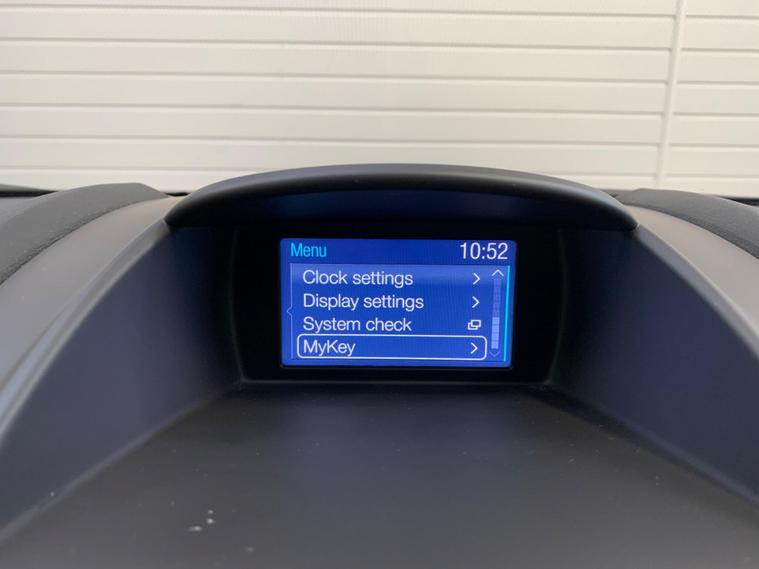 Menu 10:52
Clock settings
Display settings
System check
MyKey